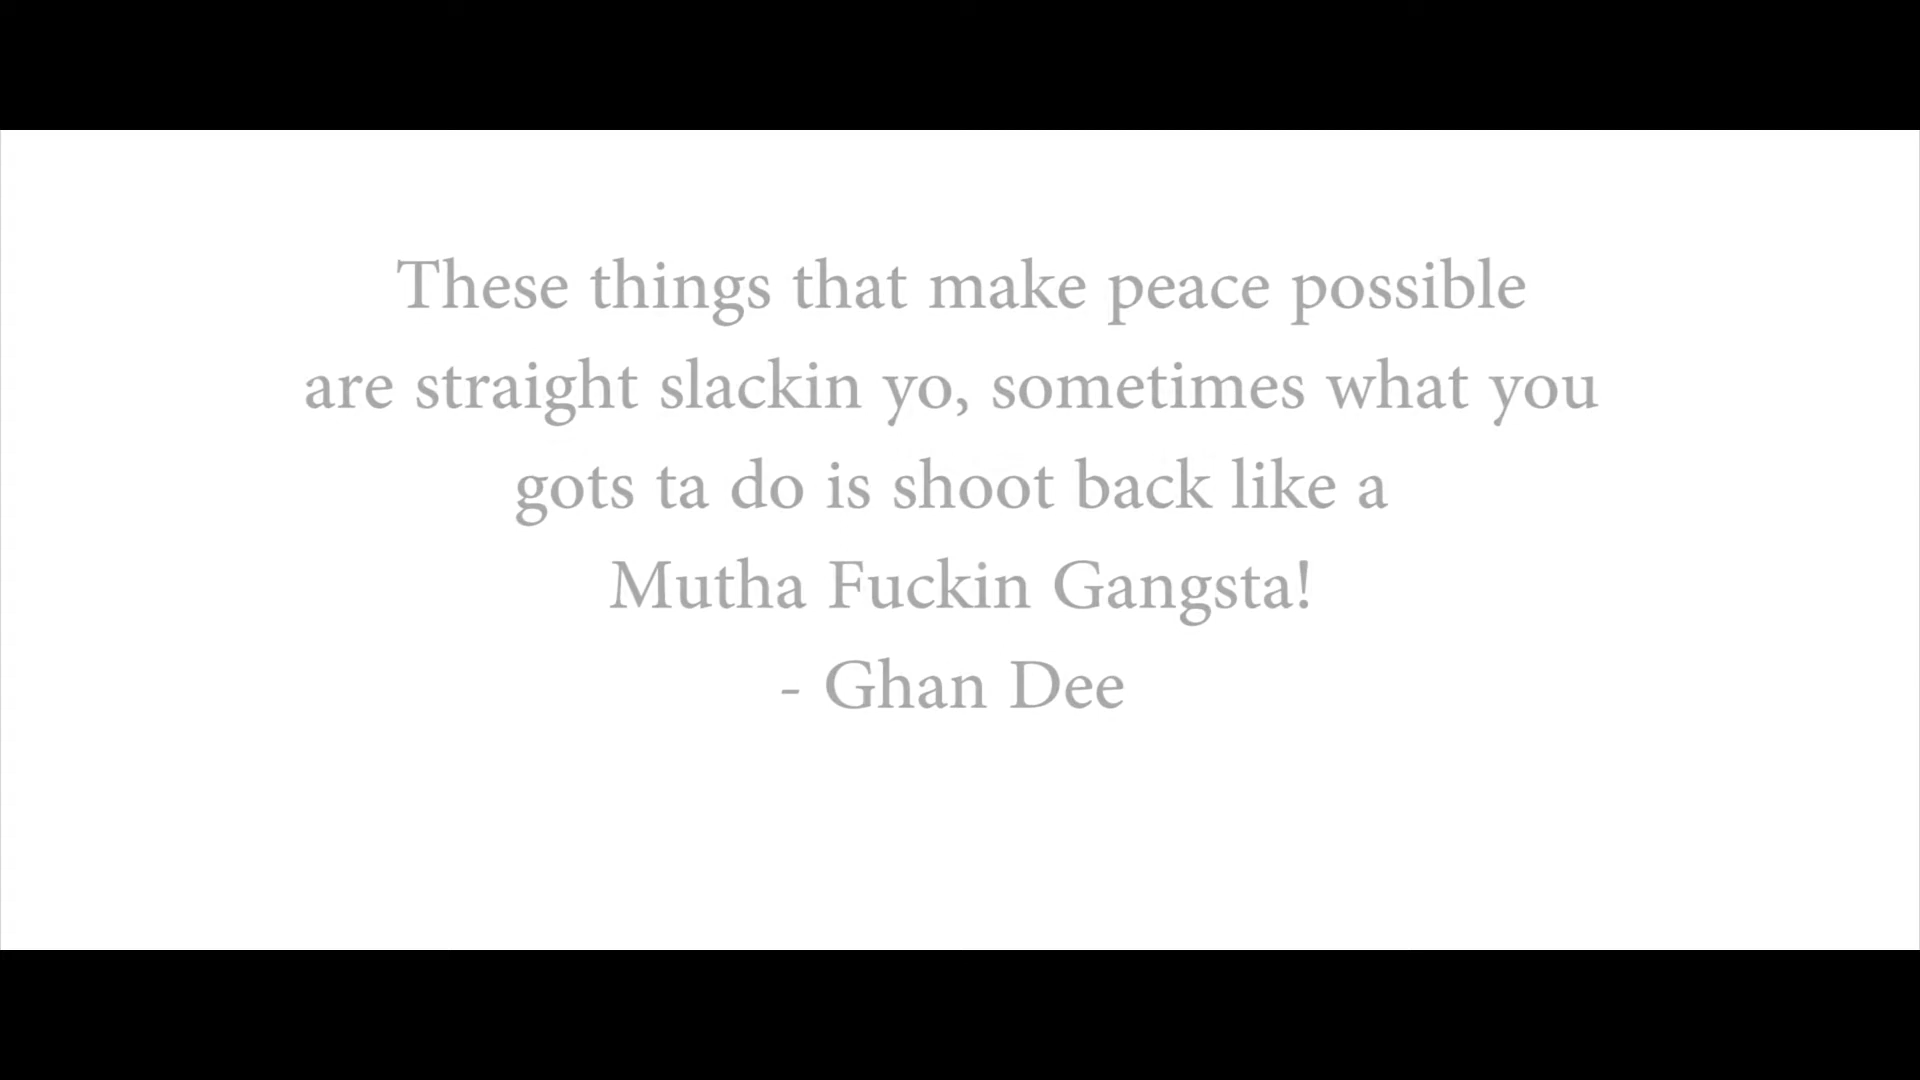 These things that make peace possible
are straight slackin yo, sometimes what you
gots ta do is shoot back like a
Mutha Fuckin Gangsta!
- Ghan Dee